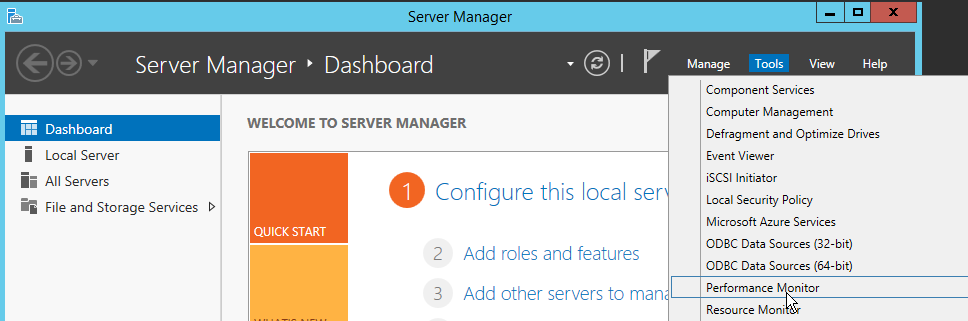 Server Manager
Server Manager ‣ Dashboard
Manage
Tools
View
Help
Dashboard
Local Server
All Servers
File and Storage Services
WELCOME TO SERVER MANAGER
QUICK START
1 Configure this local serv
2 Add roles and features
3 Add other servers to mana
WHAT'S NEW
Component Services
Computer Management
Defragment and Optimize Drives
Event Viewer
iSCSI Initiator
Local Security Policy
Microsoft Azure Services
ODBC Data Sources (32-bit)
ODBC Data Sources (64-bit)
Performance Monitor
Resource Monitor